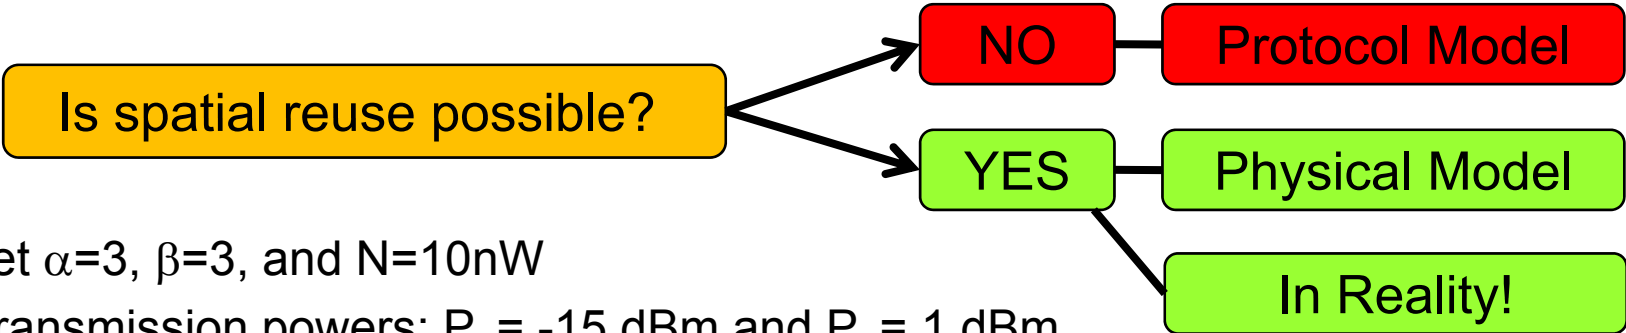 NO
Protocol Model
Is spatial reuse possible?
YES
Physical Model
et α=3, β=3, and N=10nW
In Reality!
ransmission powers: P = -15 dBm and P = 1 dBm